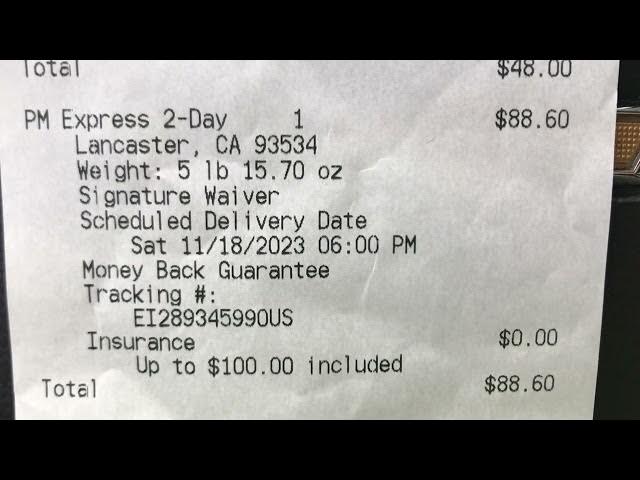 Total $48.00
PM Express 2-Day 1 $88.60
Lancaster, CA 93534
Weight: 5 lb 15.70 oz
Signature Waiver
Scheduled Delivery Date
Sat 11/18/2023 06:00 PM
Money Back Guarantee
Tracking #:
EI289345990US
Insurance $0.00
Up to $100.00 included
Total $88.60